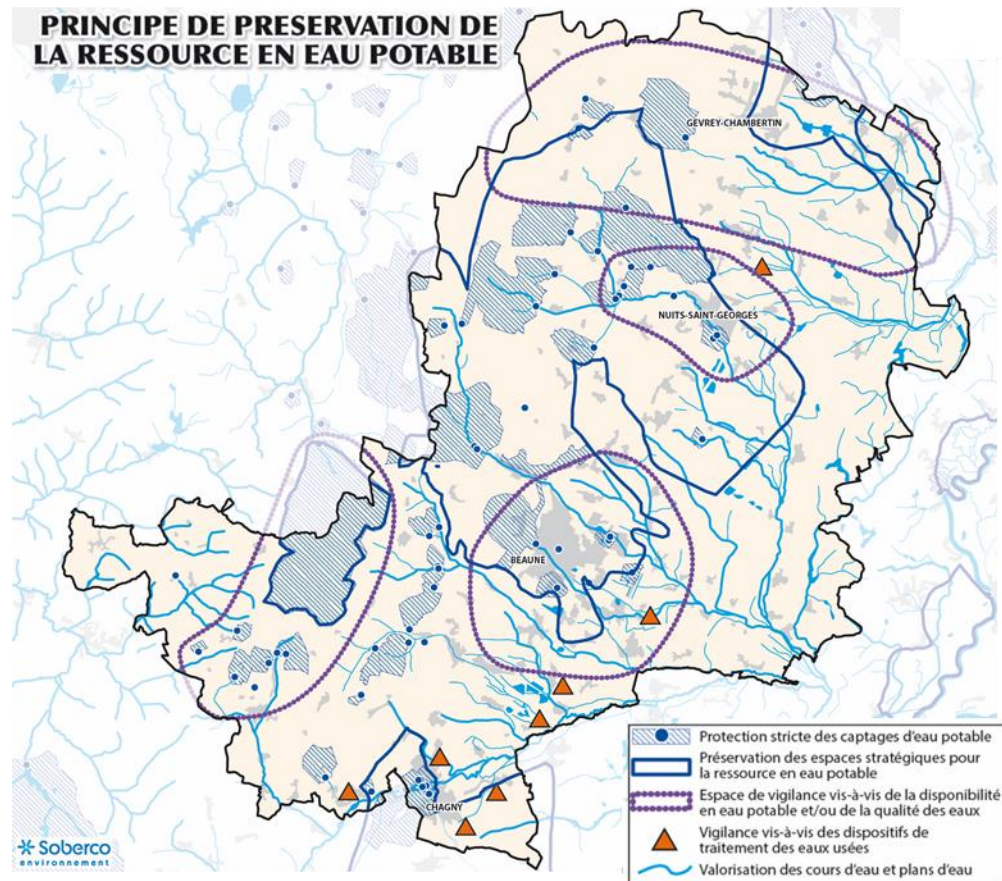 PRINCIPE DE PRESERVATION DE
LA RESSOURCE EN EAU POTABLE
GEVREY-CHAMBERTIN
NUITS-SAINT-GEORGES
BEAUNE
CHAGNY
Protection stricte des captages d'eau potable
Préservation des espaces stratégiques pour
la ressource en eau potable
Espace de vigilance vis-à-vis de la disponibilité
en eau potable et/ou de la qualité des eaux
Vigilance vis-à-vis des dispositifs de
traitement des eaux usées
Valorisation des cours d'eau et plans d'eau
Soberco
environnement